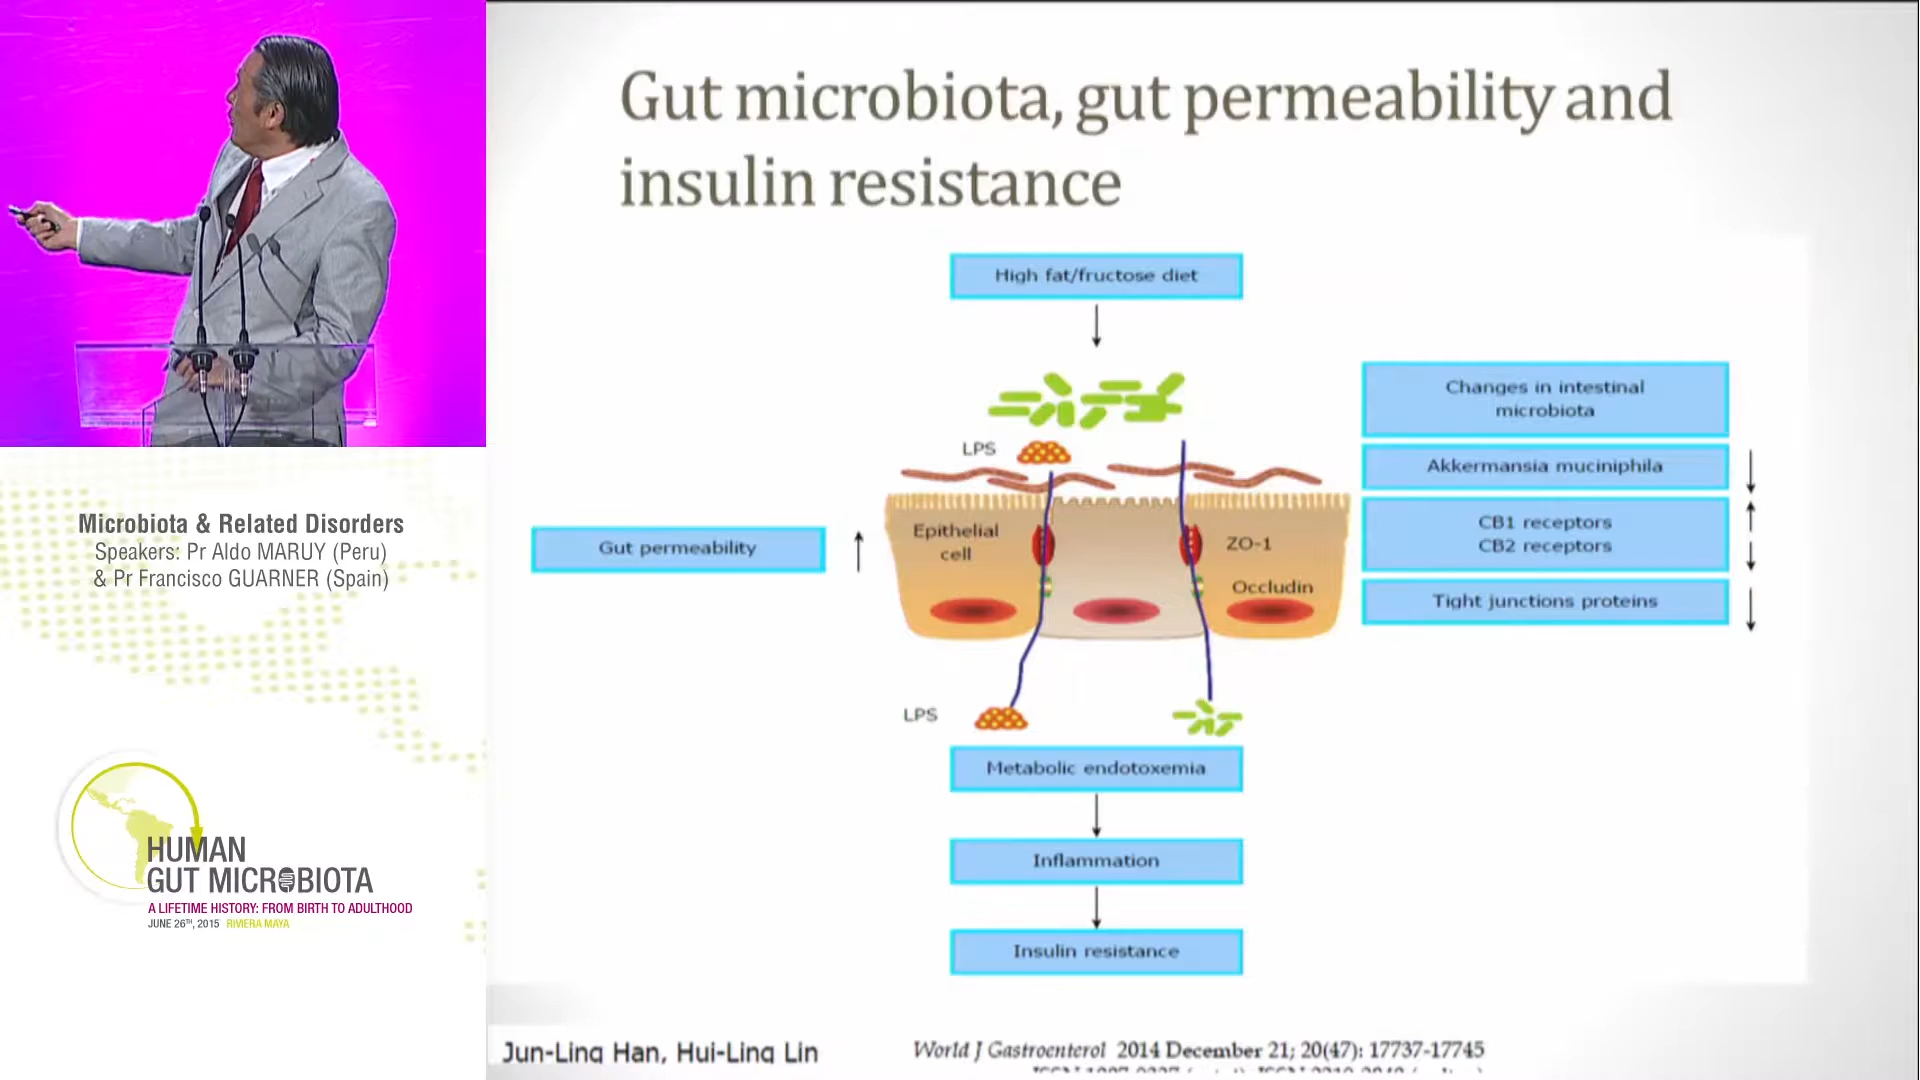 Gut microbiota, gut permeability and
insulin resistance
High fat/fructose diet
LPS
Changes in intestinal
microbiota
Akkermansia muciniphila
CB1 receptors
CB2 receptors
Tight junctions proteins
Gut permeability
Epithelial
cell
ZO-1
Occludin
LPS
Metabolic endotoxemia
Inflammation
Insulin resistance
Jun-Ling Han, Hui-Ling Lin
World J Gastroenterol 2014 December 21; 20(47): 17737-17745
Microbiota & Related Disorders
Speakers: Pr Aldo MARUY (Peru)
& Pr Francisco GUARNER (Spain)
HUMAN
GUT MICROBIOTA
A LIFETIME HISTORY: FROM BIRTH TO ADULTHOOD
JUNE 26TH, 2015 RIVIERA MAYA